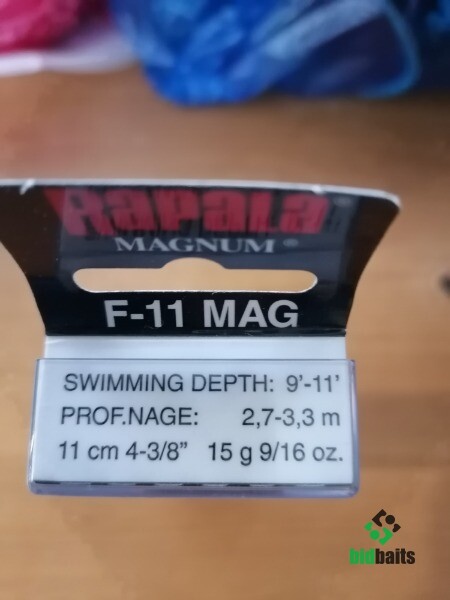 Rapala®
MAGNUM®
F-11 MAG
SWIMMING DEPTH: 9'-11'
PROF.NAGE: 2,7-3,3 m
11 cm 4-3/8” 15 g 9/16 oz.
bidbaits